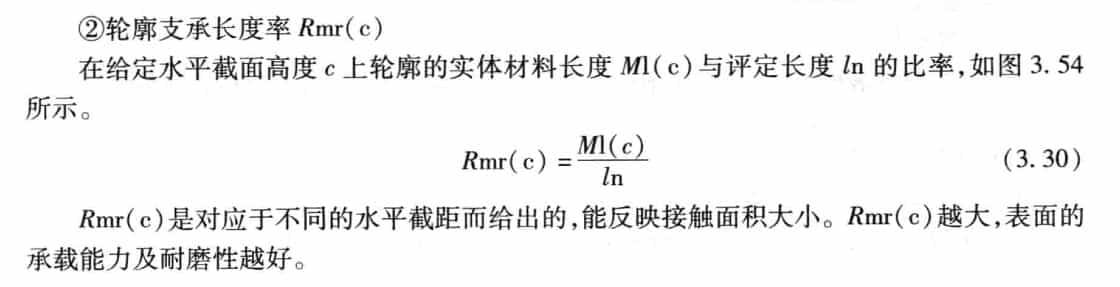 ②轮廓支承长度率 Rmr(c)
在给定水平截面高度 c 上轮廓的实体材料长度 Ml(c)与评定长度 ln 的比率,如图 3.54
所示。
Rmr(c) = Ml(c)/ln (3.30)
Rmr(c)是对应于不同的水平截距而给出的,能反映接触面积大小。Rmr(c)越大,表面的
承载能力及耐磨性越好。